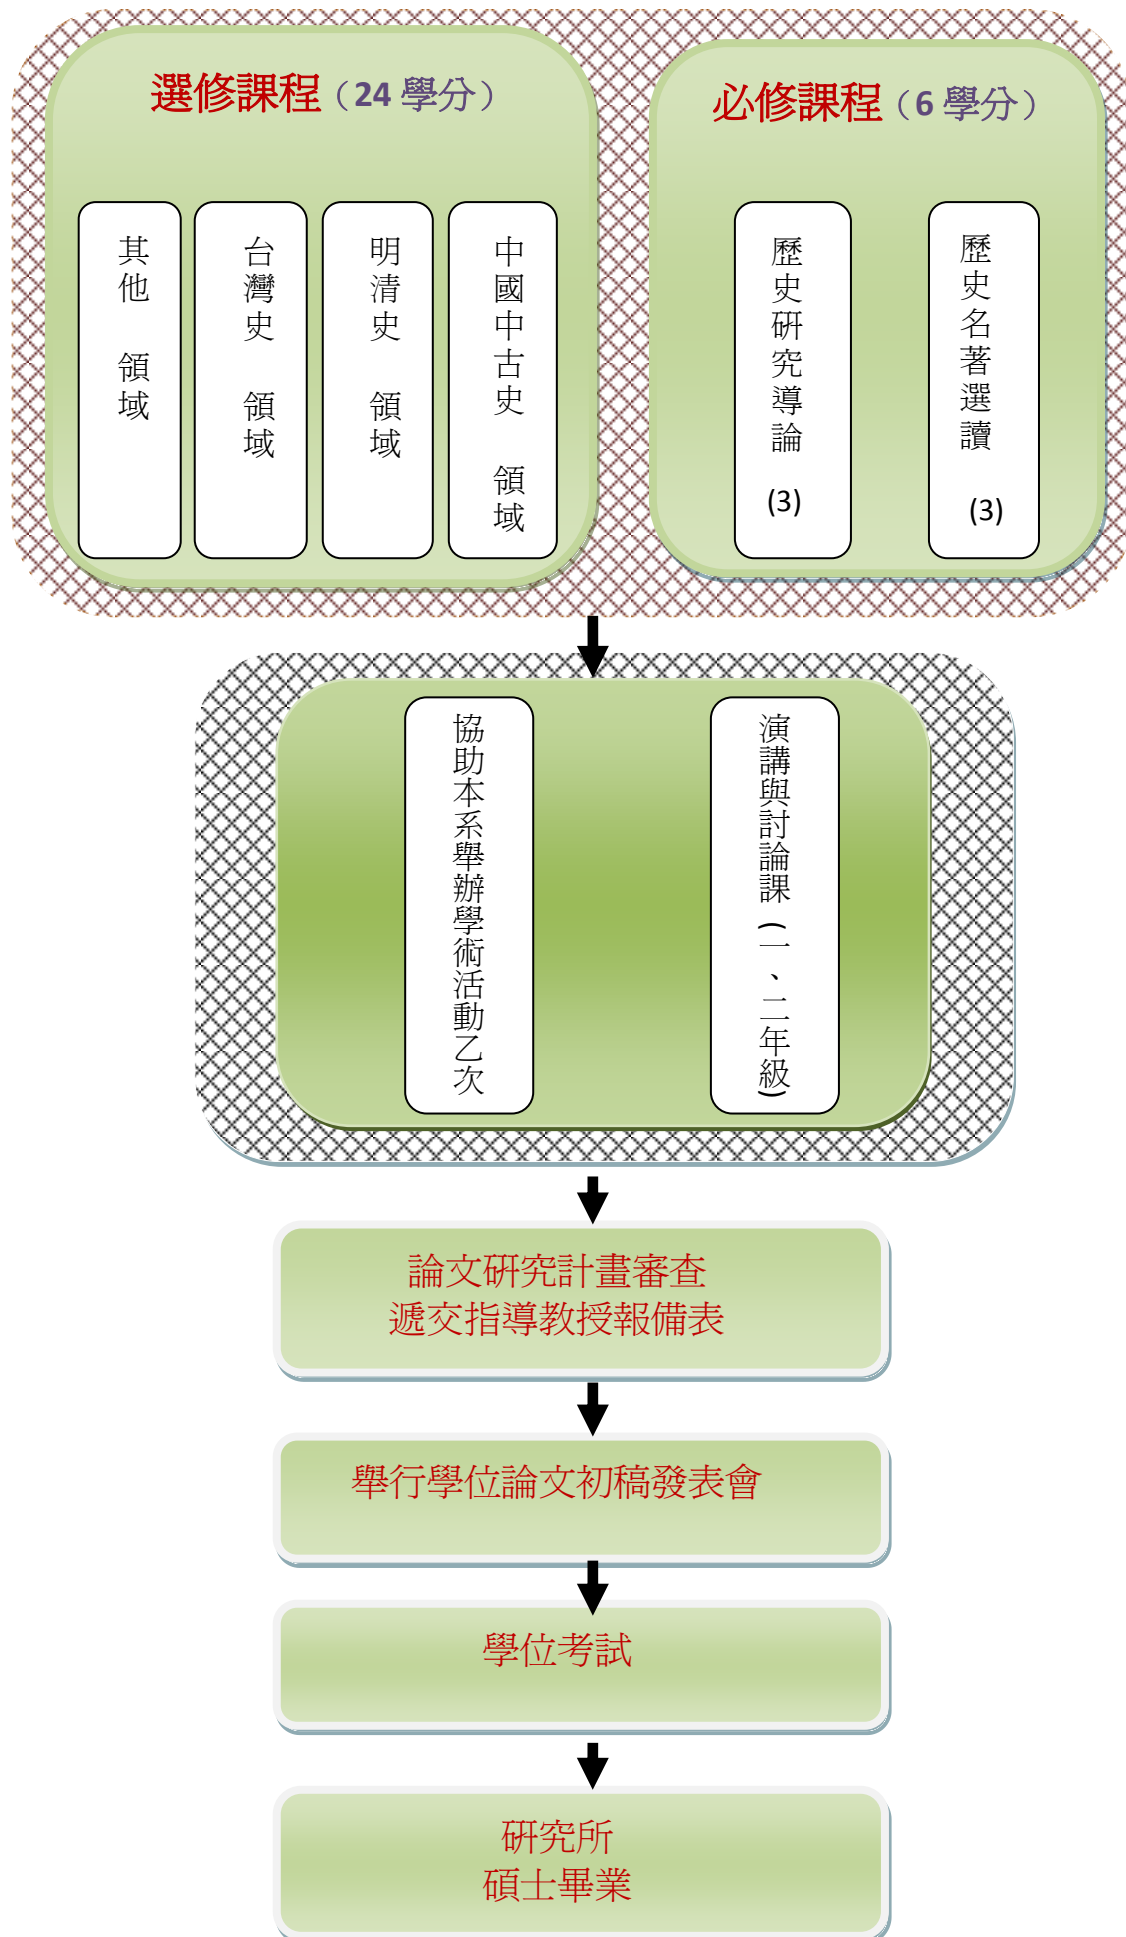 選修課程（24 學分）
其他 領域
台灣史 領域
明清史 領域
中國中古史 領域
必修課程（6 學分）
歷史研究導論 (3)
歷史名著選讀 (3)
協助本系舉辦學術活動乙次
演講與討論課(一、二年級)
論文研究計畫審查
遞交指導教授報備表
舉行學位論文初稿發表會
學位考試
研究所
碩士畢業